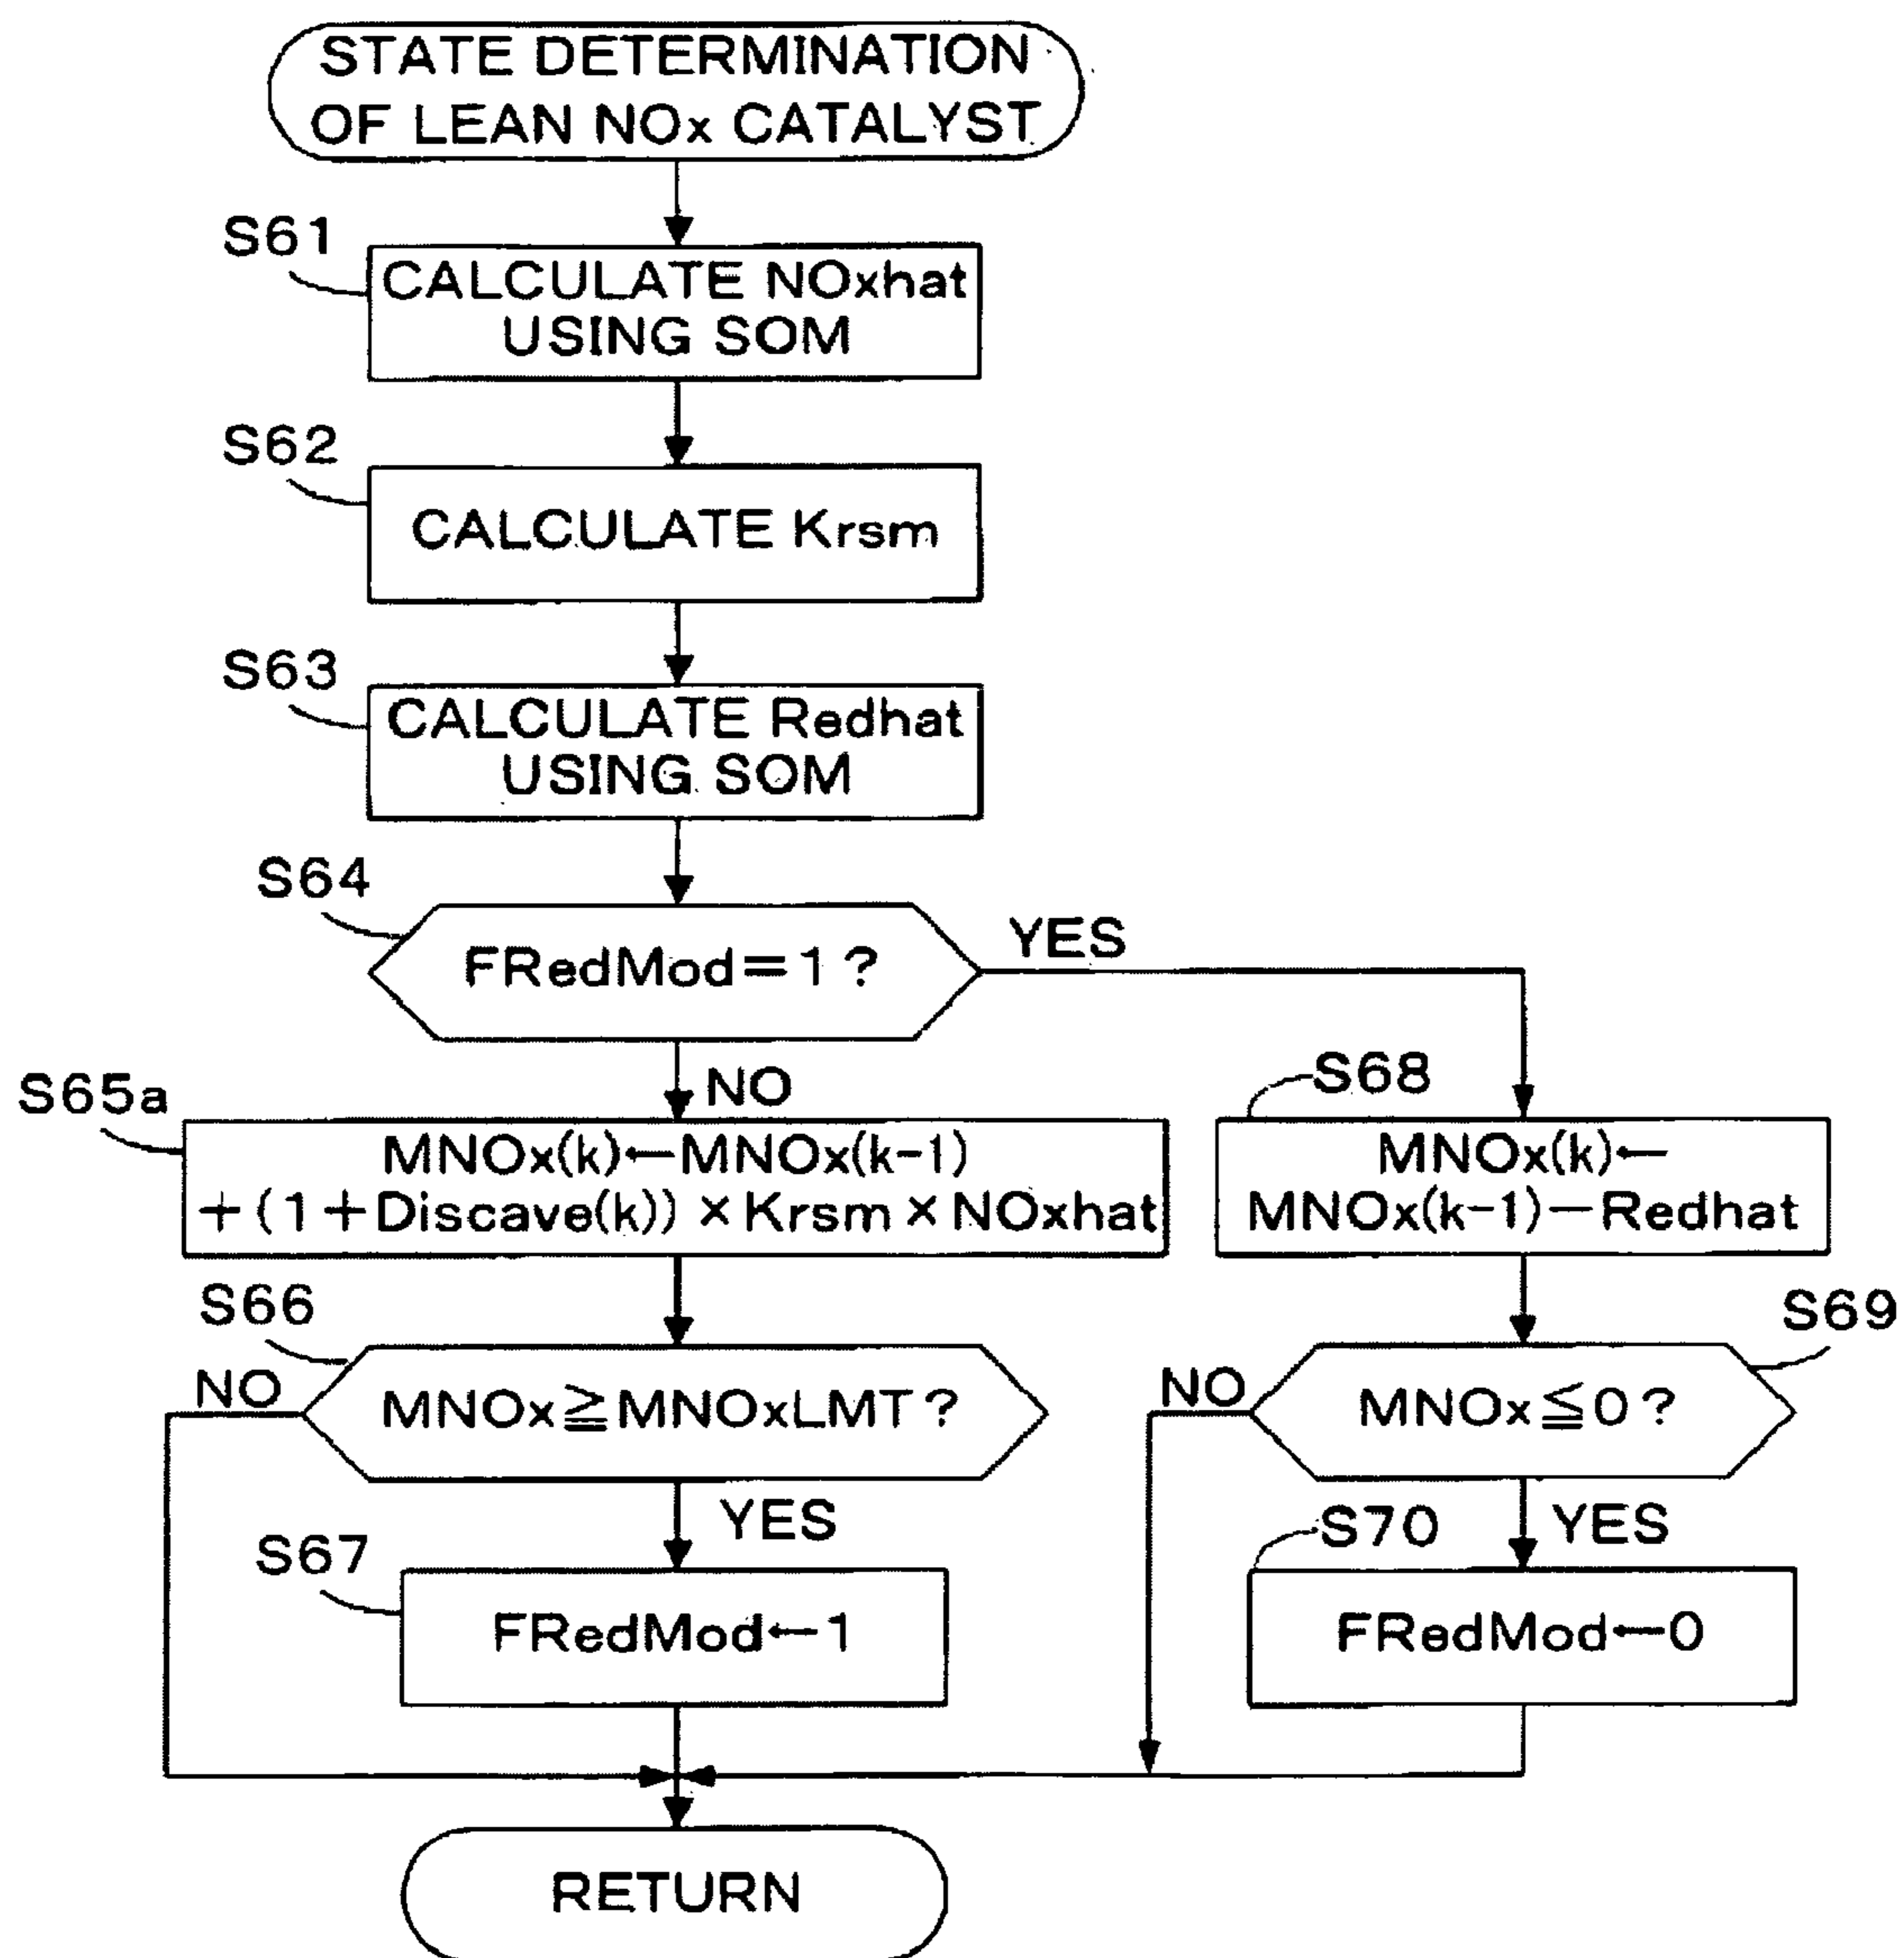 STATE DETERMINATION
OF LEAN NOx CATALYST
S61
CALCULATE NOxhat
USING SOM
S62
CALCULATE Krsm
S63
CALCULATE Redhat
USING SOM
S64
FRedMod=1?
YES
NO
S65a
MNOx(k)←MNOx(k-1)
+(1+Discave(k))×Krsm×NOxhat
S68
MNOx(k)←
MNOx(k-1)-Redhat
S66
MNOx≧MNOxLMT?
NO
YES
S69
MNOx≦0?
NO
YES
S67
FRedMod←1
S70
FRedMod←0
RETURN